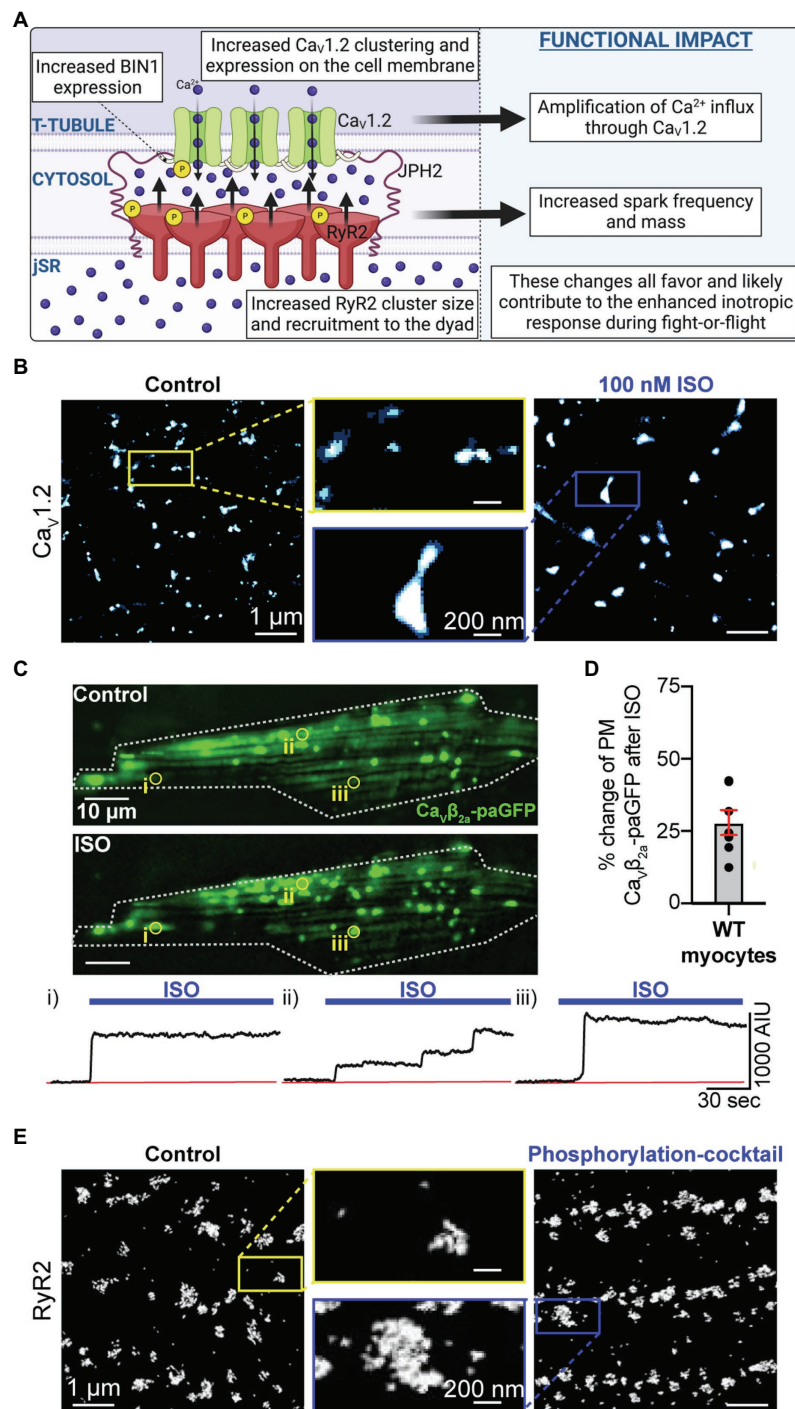 A
Increased BIN1
expression
Increased CaV1.2 clustering and
expression on the cell membrane
FUNCTIONAL IMPACT
Ca2+
CaV1.2
T-TUBULE
Amplification of Ca2+ influx
through CaV1.2
P
JPH2
CYTOSOL
P
P
P
RyR2
Increased spark frequency
and mass
jSR
Increased RyR2 cluster size
and recruitment to the dyad
These changes all favor and likely
contribute to the enhanced inotropic
response during fight-or-flight
B
Control
100 nM ISO
CaV1.2
1 μm
200 nm
C
Control
i
ii
iii
10 μm
CaVβ2a-paGFP
ISO
i
ii
iii
D
% change of PM
CaVβ2a-paGFP after ISO
75
50
25
0
WT
myocytes
i)
ISO
ii)
ISO
iii)
ISO
1000 AIU
30 sec
E
Control
Phosphorylation-cocktail
RyR2
1 μm
200 nm